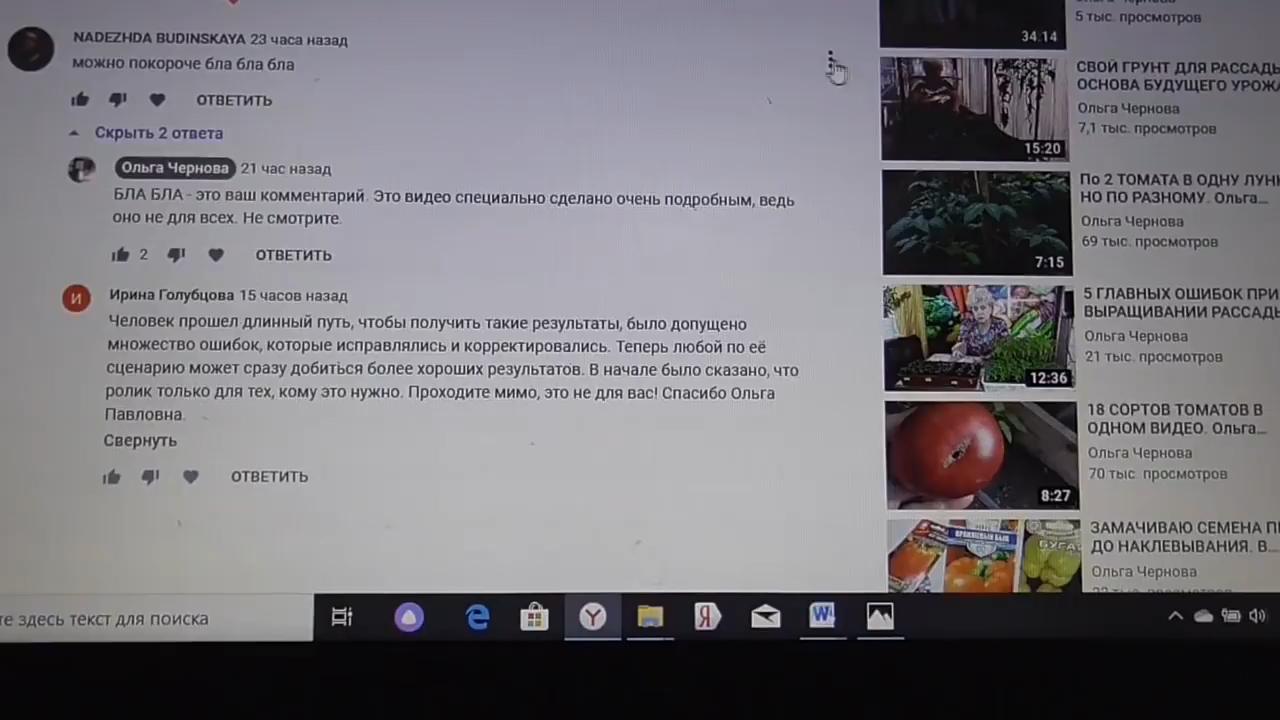 NADEZHDA BUDINSKAYA 23 часа назад
можно покороче бла бла бла
ОТВЕТИТЬ
Скрыть 2 ответа
Ольга Чернова 21 час назад
БЛА БЛА - это ваш комментарий. Это видео специально сделано очень подробным, ведь
оно не для всех. Не смотрите.
2 ОТВЕТИТЬ
И
Ирина Голубцова 15 часов назад
Человек прошел длинный путь, чтобы получить такие результаты, было допущено
множество ошибок, которые исправлялись и корректировались. Теперь любой по её
сценарию может сразу добиться более хороших результатов. В начале было сказано, что
ролик только для тех, кому это нужно. Проходите мимо, это не для вас! Спасибо Ольга
Павловна.
Свернуть
ОТВЕТИТЬ
5 тыс. просмотров
34:14
СВОЙ ГРУНТ ДЛЯ РАССАДЫ
ОСНОВА БУДУЩЕГО УРОЖА
Ольга Чернова
7,1 тыс. просмотров
15:20
По 2 ТОМАТА В ОДНУ ЛУНК
НО ПО РАЗНОМУ. Ольга...
Ольга Чернова
69 тыс. просмотров
7:15
5 ГЛАВНЫХ ОШИБОК ПРИ
ВЫРАЩИВАНИИ РАССАДЫ
Ольга Чернова
21 тыс. просмотров
12:36
18 СОРТОВ ТОМАТОВ В
ОДНОМ ВИДЕО. Ольга...
Ольга Чернова
70 тыс. просмотров
8:27
ЗАМАЧИВАЮ СЕМЕНА ПЕ
ДО НАКЛЕВЫВАНИЯ. В...
Ольга Чернова
те здесь текст для поиска